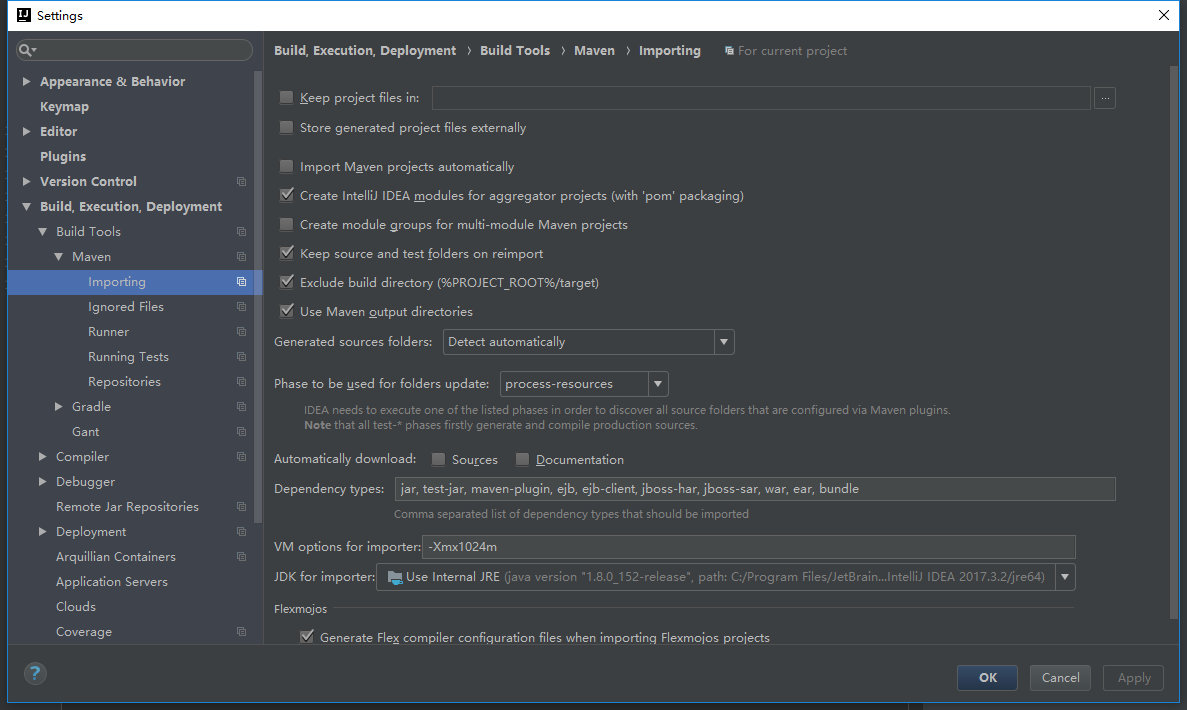 Settings
Appearance & Behavior
Keymap
Editor
Plugins
Version Control
Build, Execution, Deployment
Build Tools
Maven
Importing
Ignored Files
Runner
Running Tests
Repositories
Gradle
Gant
Compiler
Debugger
Remote Jar Repositories
Deployment
Arquillian Containers
Application Servers
Clouds
Coverage
Build, Execution, Deployment › Build Tools › Maven › Importing For current project
Keep project files in: ...
Store generated project files externally
Import Maven projects automatically
Create IntelliJ IDEA modules for aggregator projects (with 'pom' packaging)
Create module groups for multi-module Maven projects
Keep source and test folders on reimport
Exclude build directory (%PROJECT_ROOT%/target)
Use Maven output directories
Generated sources folders: Detect automatically
Phase to be used for folders update: process-resources
IDEA needs to execute one of the listed phases in order to discover all source folders that are configured via Maven plugins.
Note that all test-* phases firstly generate and compile production sources.
Automatically download: Sources Documentation
Dependency types: jar, test-jar, maven-plugin, ejb, ejb-client, jboss-har, jboss-sar, war, ear, bundle
Comma separated list of dependency types that should be imported
VM options for importer: -Xmx1024m
JDK for importer: Use Internal JRE (java version "1.8.0_152-release", path: C:/Program Files/JetBrain...IntelliJ IDEA 2017.3.2/jre64)
Flexmojos
Generate Flex compiler configuration files when importing Flexmojos projects
? OK Cancel Apply